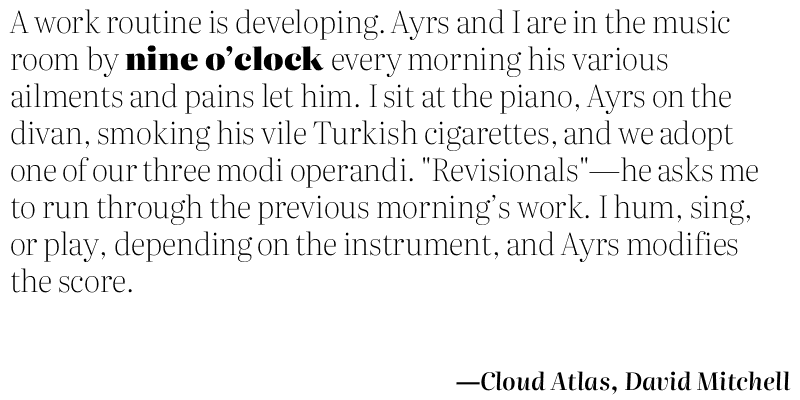 A work routine is developing. Ayrs and I are in the music
room by nine o’clock every morning his various
ailments and pains let him. I sit at the piano, Ayrs on the
divan, smoking his vile Turkish cigarettes, and we adopt
one of our three modi operandi. "Revisionals"—he asks me
to run through the previous morning’s work. I hum, sing,
or play, depending on the instrument, and Ayrs modifies
the score.
—Cloud Atlas, David Mitchell